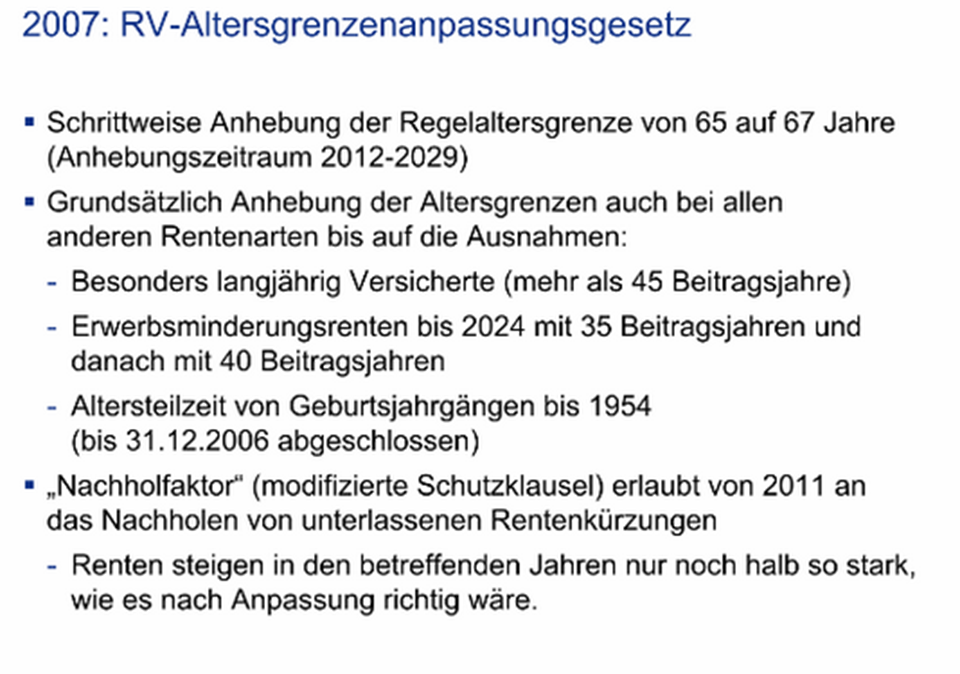 2007: RV-Altersgrenzenanpassungsgesetz
▪ Schrittweise Anhebung der Regelaltersgrenze von 65 auf 67 Jahre
(Anhebungszeitraum 2012-2029)
▪ Grundsätzlich Anhebung der Altersgrenzen auch bei allen
anderen Rentenarten bis auf die Ausnahmen:
- Besonders langjährig Versicherte (mehr als 45 Beitragsjahre)
- Erwerbsminderungsrenten bis 2024 mit 35 Beitragsjahren und
danach mit 40 Beitragsjahren
- Altersteilzeit von Geburtsjahrgängen bis 1954
(bis 31.12.2006 abgeschlossen)
▪ „Nachholfaktor“ (modifizierte Schutzklausel) erlaubt von 2011 an
das Nachholen von unterlassenen Rentenkürzungen
- Renten steigen in den betreffenden Jahren nur noch halb so stark,
wie es nach Anpassung richtig wäre.